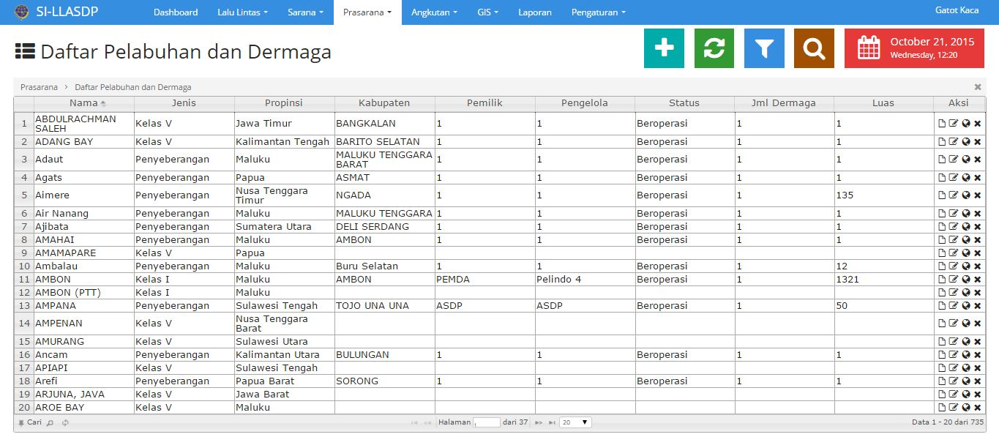 SI-LLASDP Dashboard Lalu Lintas Sarana Prasarana Angkutan GIS Laporan Pengaturan Gatot Kaca
Daftar Pelabuhan dan Dermaga
October 21, 2015
Wednesday, 12:20
Prasarana > Daftar Pelabuhan dan Dermaga
Nama Jenis Propinsi Kabupaten Pemilik Pengelola Status Jml Dermaga Luas Aksi
1 ABDULRACHMAN SALEH Kelas V Jawa Timur BANGKALAN 1 1 Beroperasi 1 1
2 ADANG BAY Kelas V Kalimantan Tengah BARITO SELATAN 1 1 Beroperasi 1 1
3 Adaut Penyeberangan Maluku MALUKU TENGGARA BARAT 1 1 Beroperasi 1 1
4 Agats Penyeberangan Papua ASMAT 1 1 Beroperasi 1 1
5 Aimere Penyeberangan Nusa Tenggara Timur NGADA 1 1 Beroperasi 1 135
6 Air Nanang Penyeberangan Maluku MALUKU TENGGARA 1 1 Beroperasi 1 1
7 Ajibata Penyeberangan Sumatera Utara DELI SERDANG 1 1 Beroperasi 1 1
8 AMAHAI Penyeberangan Maluku AMBON 1 1 Beroperasi 1 1
9 AMAMAPARE Kelas V Papua
10 Ambalau Penyeberangan Maluku Buru Selatan 1 1 Beroperasi 1 12
11 AMBON Kelas I Maluku AMBON PEMDA Pelindo 4 Beroperasi 1 1321
12 AMBON (PTT) Kelas I Maluku
13 AMPANA Penyeberangan Sulawesi Tengah TOJO UNA UNA ASDP ASDP Beroperasi 1 50
14 AMPENAN Kelas V Nusa Tenggara Barat
15 AMURANG Kelas V Sulawesi Utara
16 Ancam Penyeberangan Kalimantan Utara BULUNGAN 1 1 Beroperasi 1 1
17 APIAPI Kelas V Sulawesi Tengah
18 Arefi Penyeberangan Papua Barat SORONG 1 1 Beroperasi 1 1
19 ARJUNA, JAVA Kelas V Jawa Barat
20 AROE BAY Kelas V Maluku
Cari Halaman 1 dari 37 20 Data 1 - 20 dari 735